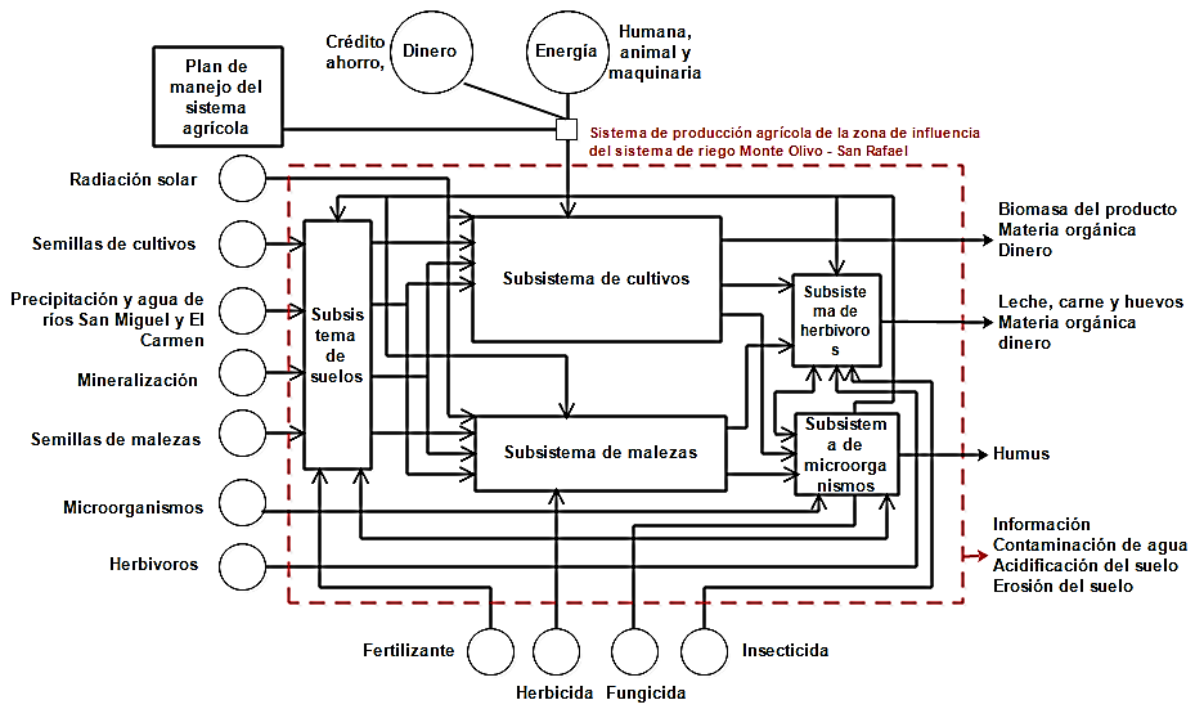 Crédito
ahorro,
Dinero
Energía
Humana,
animal y
maquinaria
Plan de
manejo del
sistema
agrícola
Sistema de producción agrícola de la zona de influencia
del sistema de riego Monte Olivo - San Rafael
Radiación solar
Semillas de cultivos
Precipitación y agua de
ríos San Miguel y El
Carmen
Mineralización
Semillas de malezas
Microorganismos
Herbivoros
Subsis
tema de
suelos
Subsistema de cultivos
Subsistema de malezas
Subsiste
ma de
herbívoro
s
Subsistem
a de
microorga
nismos
Biomasa del producto
Materia orgánica
Dinero
Leche, carne y huevos
Materia orgánica
dinero
Humus
Información
Contaminación de agua
Acidificación del suelo
Erosión del suelo
Fertilizante
Herbicida
Fungicida
Insecticida